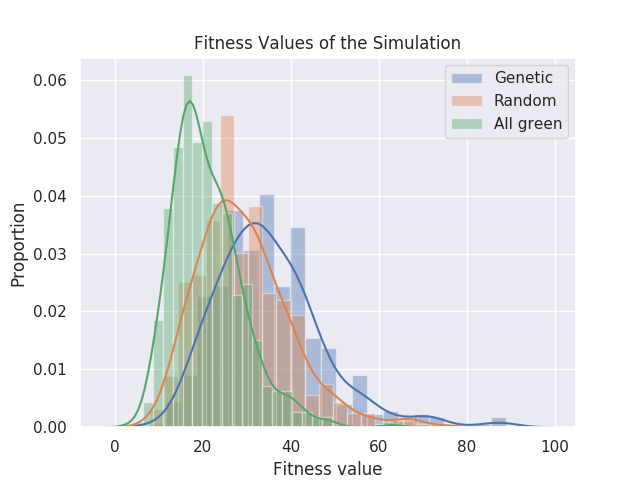 Fitness Values of the Simulation
Genetic
Random
All green
0.06
0.05
0.04
0.03
0.02
0.01
0.00
Proportion
0
20
40
60
80
100
Fitness value